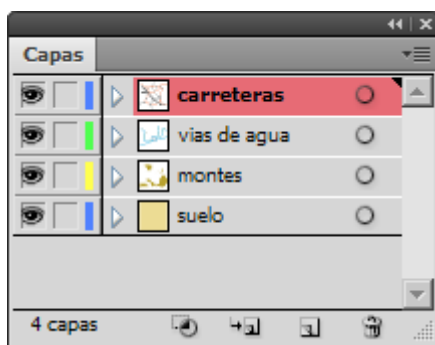 Capas
carreteras
vias de agua
montes
suelo
4 capas